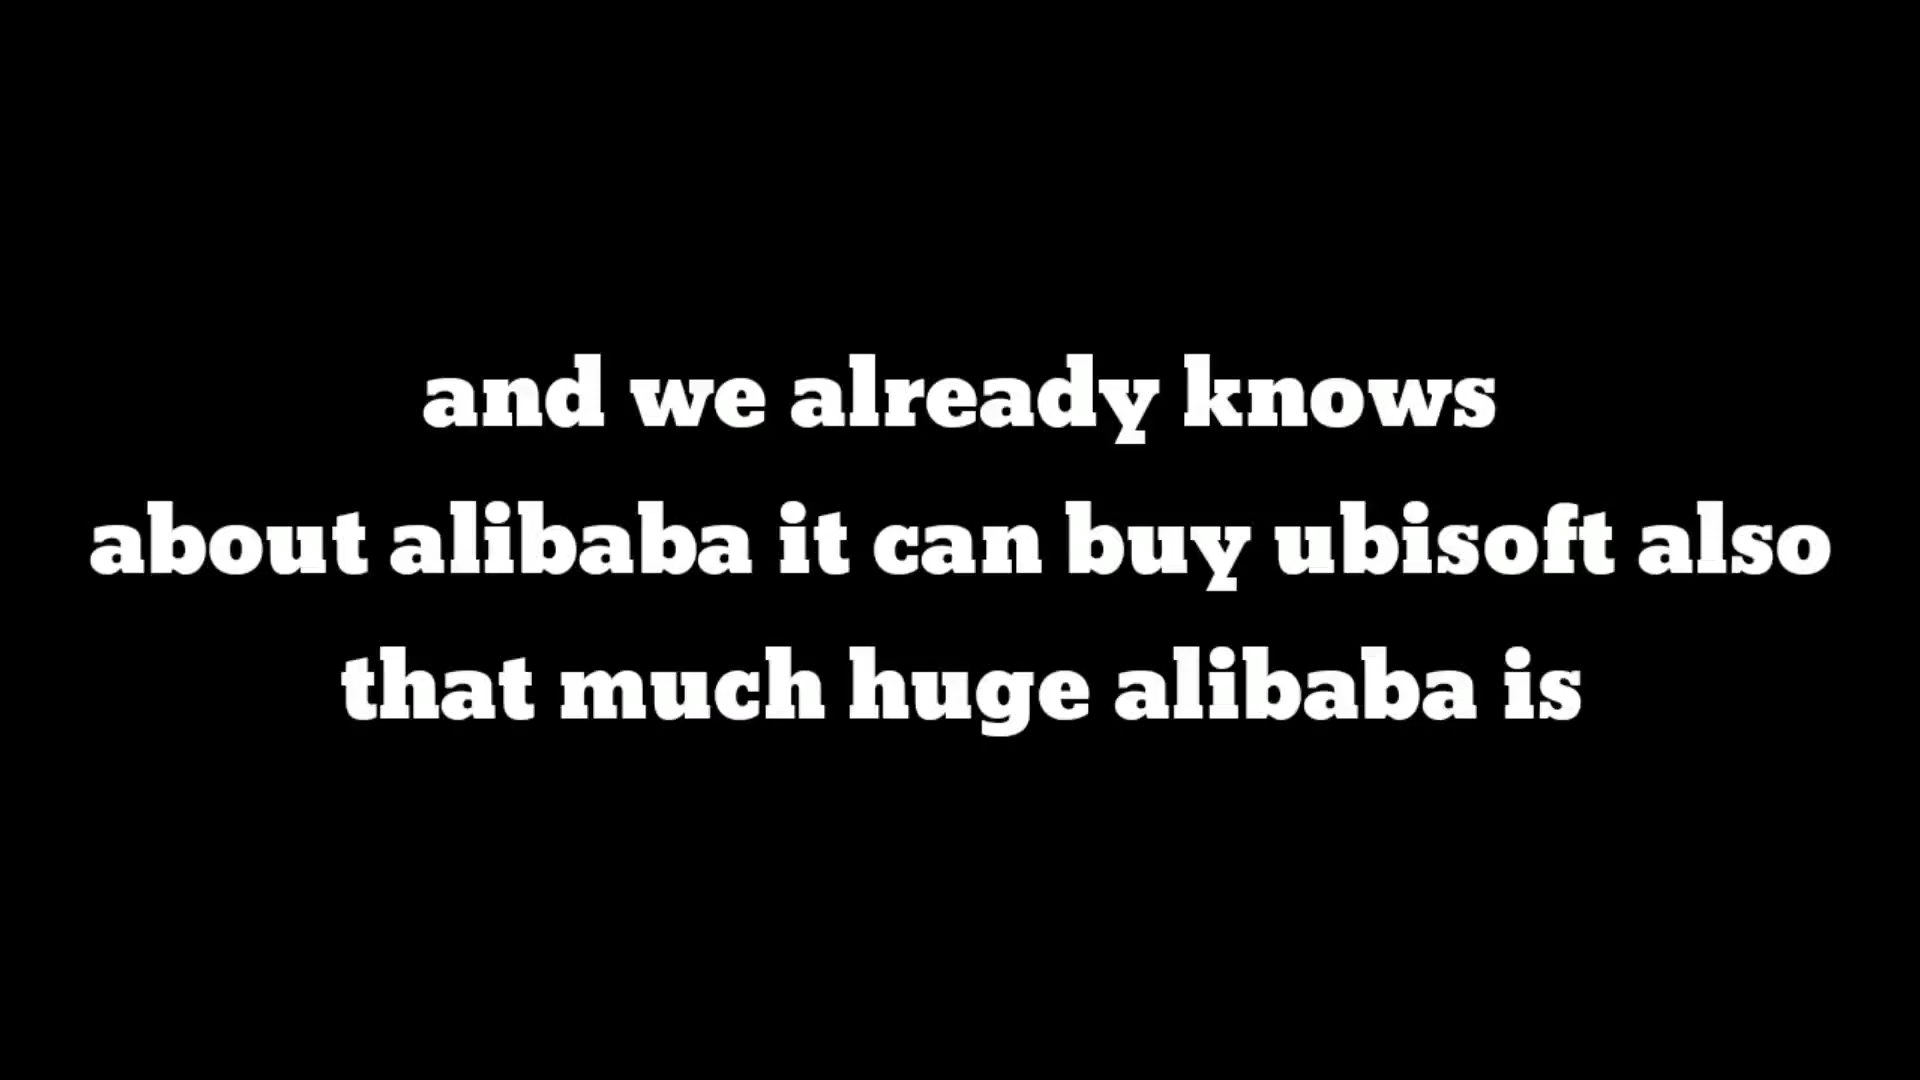 and we already knows
about alibaba it can buy ubisoft also
that much huge alibaba is